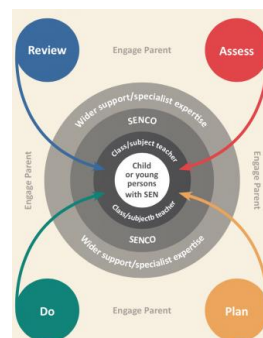 Review
Engage Parent
Assess
Wider support/specialist expertise
SENCO
Class/subject teacher
Engage Parent
Child
or young
persons
with SEN
Engage Parent
Class/subjectb teacher
SENCO
Wider support/specialist expertise
Do
Engage Parent
Plan